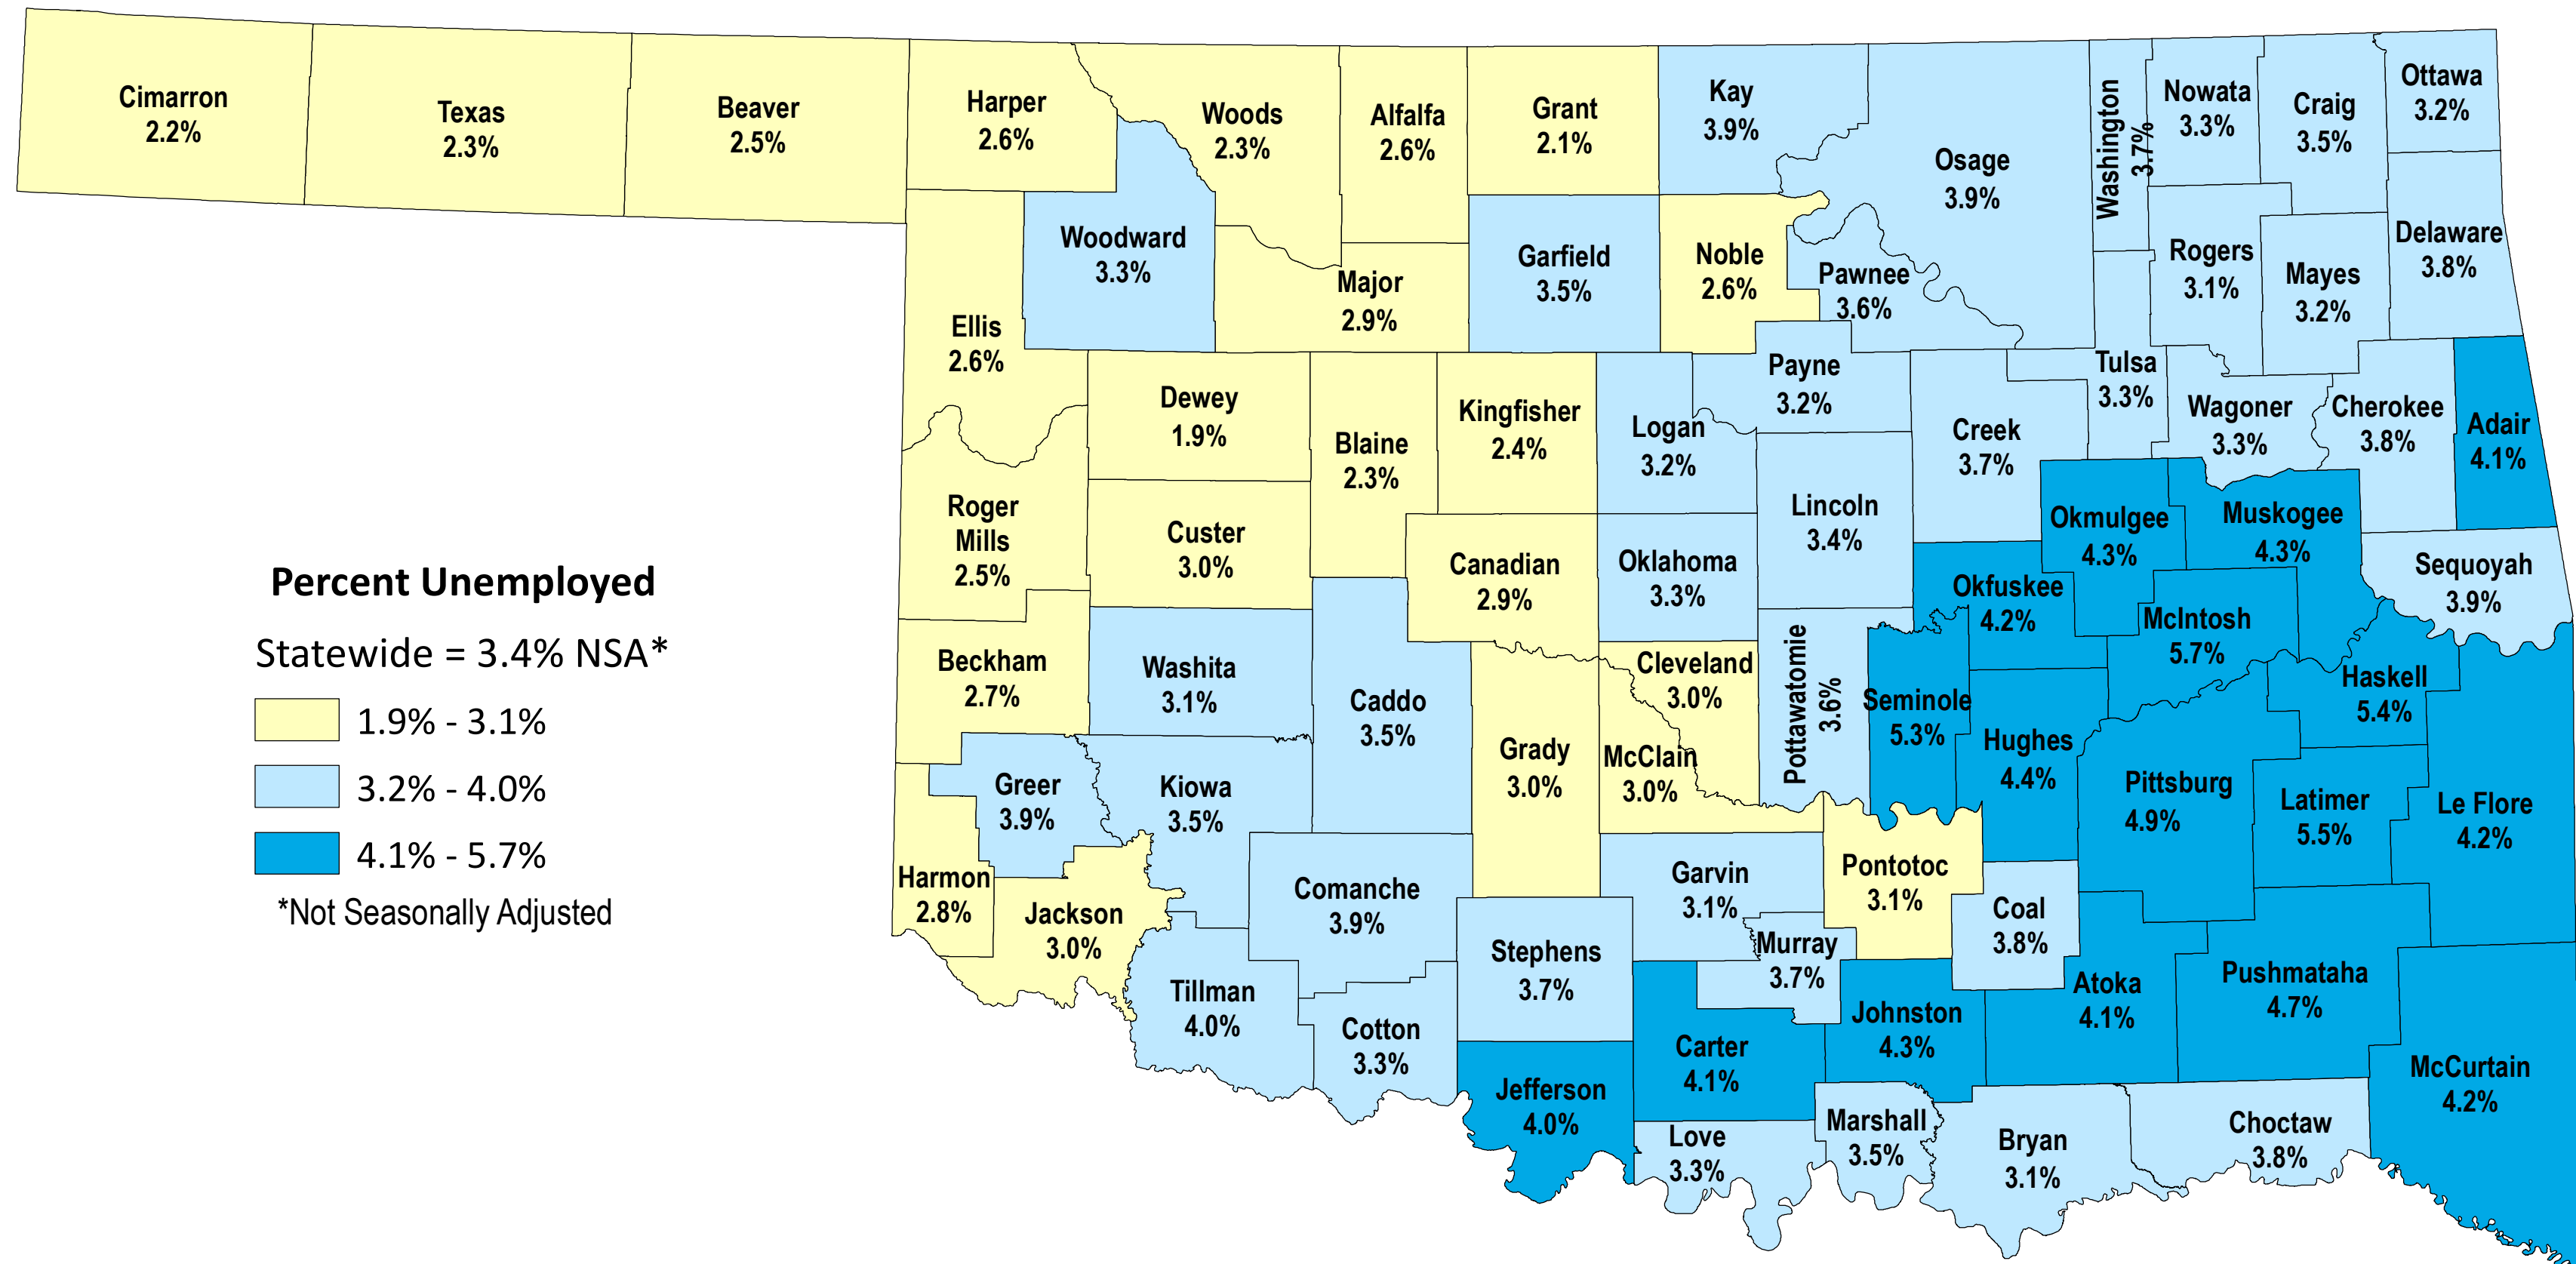 Cimarron
2.2%
Texas
2.3%
Beaver
2.5%
Harper
2.6%
Woods
2.3%
Alfalfa
2.6%
Grant
2.1%
Kay
3.9%
Osage
3.9%
Washington
3.7%
Nowata
3.3%
Craig
3.5%
Ottawa
3.2%
Woodward
3.3%
Major
2.9%
Garfield
3.5%
Noble
2.6%
Pawnee
3.6%
Rogers
3.1%
Mayes
3.2%
Delaware
3.8%
Ellis
2.6%
Dewey
1.9%
Blaine
2.3%
Kingfisher
2.4%
Logan
3.2%
Payne
3.2%
Creek
3.7%
Tulsa
3.3%
Wagoner
3.3%
Cherokee
3.8%
Adair
4.1%
Roger
Mills
2.5%
Custer
3.0%
Canadian
2.9%
Oklahoma
3.3%
Lincoln
3.4%
Okfuskee
4.2%
Okmulgee
4.3%
Muskogee
4.3%
McIntosh
5.7%
Sequoyah
3.9%
Percent Unemployed
Statewide = 3.4% NSA*
1.9% - 3.1%
3.2% - 4.0%
4.1% - 5.7%
*Not Seasonally Adjusted
Beckham
2.7%
Washita
3.1%
Caddo
3.5%
Grady
3.0%
Cleveland
3.0%
McClain
3.0%
Pottawatomie
3.6%
Seminole
5.3%
Hughes
4.4%
Pittsburg
4.9%
Haskell
5.4%
Latimer
5.5%
Le Flore
4.2%
Greer
3.9%
Kiowa
3.5%
Harmon
2.8%
Jackson
3.0%
Comanche
3.9%
Stephens
3.7%
Garvin
3.1%
Murray
3.7%
Pontotoc
3.1%
Coal
3.8%
Atoka
4.1%
Pushmataha
4.7%
McCurtain
4.2%
Tillman
4.0%
Cotton
3.3%
Jefferson
4.0%
Carter
4.1%
Johnston
4.3%
Love
3.3%
Marshall
3.5%
Bryan
3.1%
Choctaw
3.8%